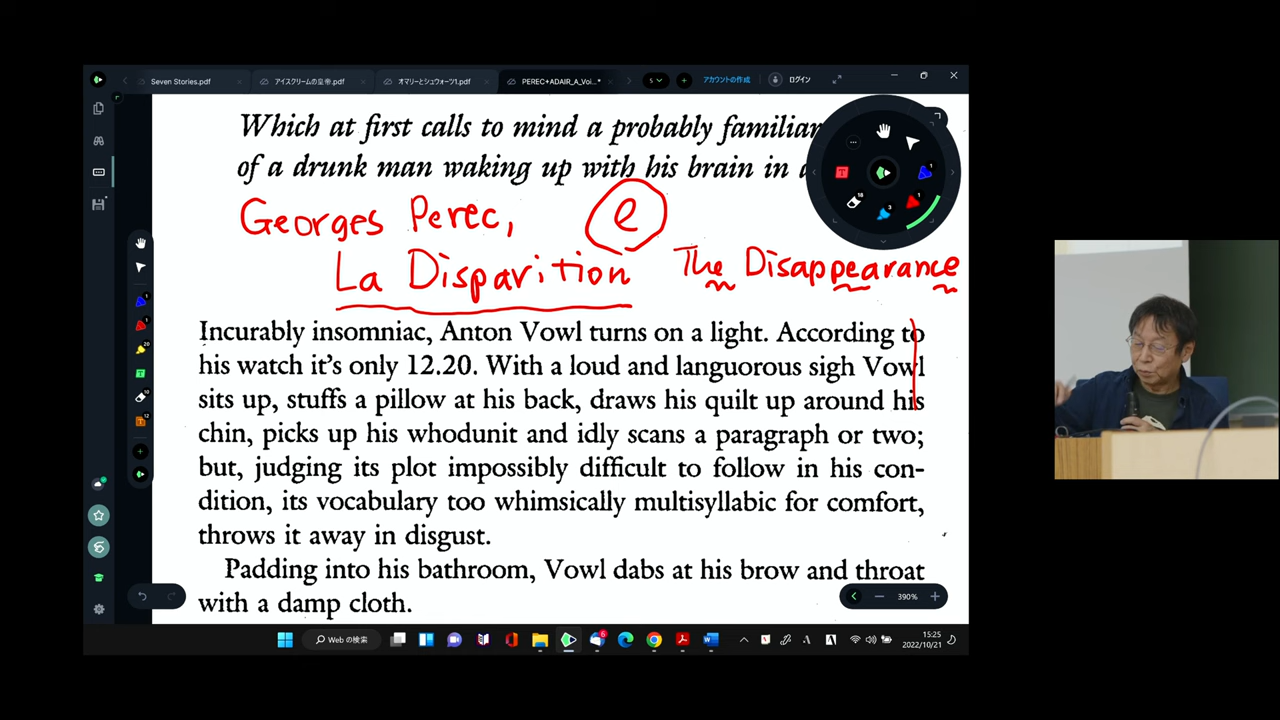 Seven Stories.pdf
アイスクリームの皇帝.pdf
オマリーとシュウォーツ1.pdf
PEREC+ADAIR_A_Voi...*
5
アカウントの作成
ログイン
Which at first calls to mind a probably familiar
of a drunk man waking up with his brain in a
Georges Perec,
e
La Disparition
The Disappearance
Incurably insomniac, Anton Vowl turns on a light. According to
his watch it's only 12.20. With a loud and languorous sigh Vowl
sits up, stuffs a pillow at his back, draws his quilt up around his
chin, picks up his whodunit and idly scans a paragraph or two;
but, judging its plot impossibly difficult to follow in his con-
dition, its vocabulary too whimsically multisyllabic for comfort,
throws it away in disgust.
Padding into his bathroom, Vowl dabs at his brow and throat
with a damp cloth.
390%
Web の検索
15:25
2022/10/21